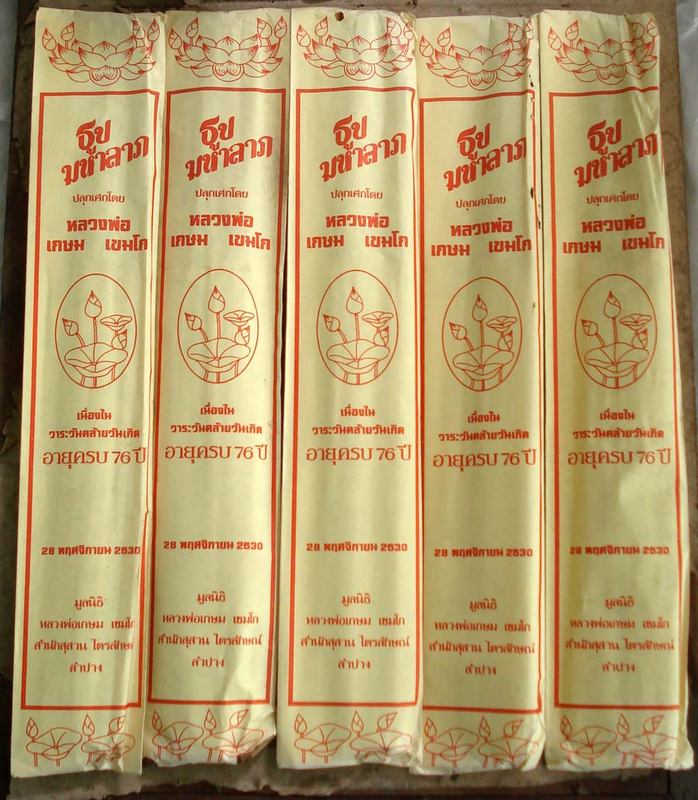 ธูป
มหาลาภ
ปลุกเศกโดย
หลวงพ่อ
เกษม เขมโก
เนื่องใน
วาระวันคล้ายวันเกิด
อายุครบ 76 ปี
28 พฤศจิกายน 2530
มูลนิธิ
หลวงพ่อเกษม เขมโก
สำนักสุสาน ไตรลักษณ์
ลำปาง
ธูป
มหาลาภ
ปลุกเศกโดย
หลวงพ่อ
เกษม เขมโก
เนื่องใน
วาระวันคล้ายวันเกิด
อายุครบ 76 ปี
28 พฤศจิกายน 2530
มูลนิธิ
หลวงพ่อเกษม เขมโก
สำนักสุสาน ไตรลักษณ์
ลำปาง
ธูป
มหาลาภ
ปลุกเศกโดย
หลวงพ่อ
เกษม เขมโก
เนื่องใน
วาระวันคล้ายวันเกิด
อายุครบ 76 ปี
28 พฤศจิกายน 2530
มูลนิธิ
หลวงพ่อเกษม เขมโก
สำนักสุสาน ไตรลักษณ์
ลำปาง
ธูป
มหาลาภ
ปลุกเศกโดย
หลวงพ่อ
เกษม เขมโก
เนื่องใน
วาระวันคล้ายวันเกิด
อายุครบ 76 ปี
28 พฤศจิกายน 2530
มูลนิธิ
หลวงพ่อเกษม เขมโก
สำนักสุสาน ไตรลักษณ์
ลำปาง
ธูป
มหาลาภ
ปลุกเศกโดย
หลวงพ่อ
เกษม เขมโก
เนื่องใน
วาระวันคล้ายวันเกิด
อายุครบ 76 ปี
28 พฤศจิกายน 2530
มูลนิธิ
หลวงพ่อเกษม เขมโก
สำนักสุสาน ไตรลักษณ์
ลำปาง